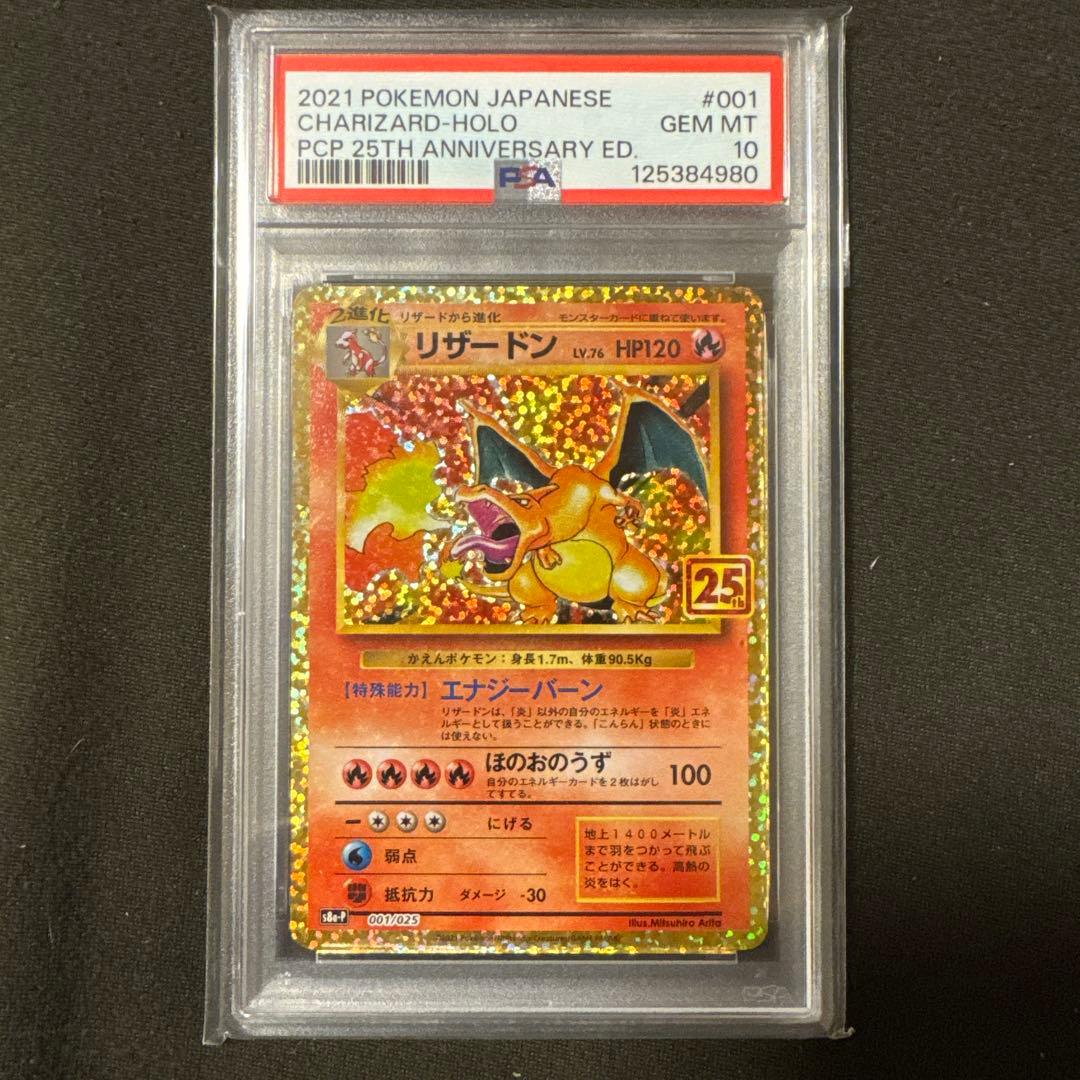 2021 POKEMON JAPANESE #001
CHARIZARD-HOLO GEM MT
PCP 25TH ANNIVERSARY ED. 10
PSA 125384980
2進化 リザードから進化 モンスターカードに重ねて使います。
リザードン LV.76 HP120
25th
かえんポケモン：身長1.7m、体重90.5Kg
【特殊能力】エナジーバーン
リザードンは、「炎」以外の自分のエネルギーを「炎」エネ
ルギーとして扱うことができる。「こんらん」状態のときに
は使えない。
ほのおのうず 100
自分のエネルギーカードを２枚はがし
てすてる。
にげる
弱点
抵抗力 ダメージ -30
地上１４００メートル
まで羽をつかって飛ぶ
ことができる。高熱の
炎をはく。
s8a-P 001/025 Illus.Mitsuhiro Arita